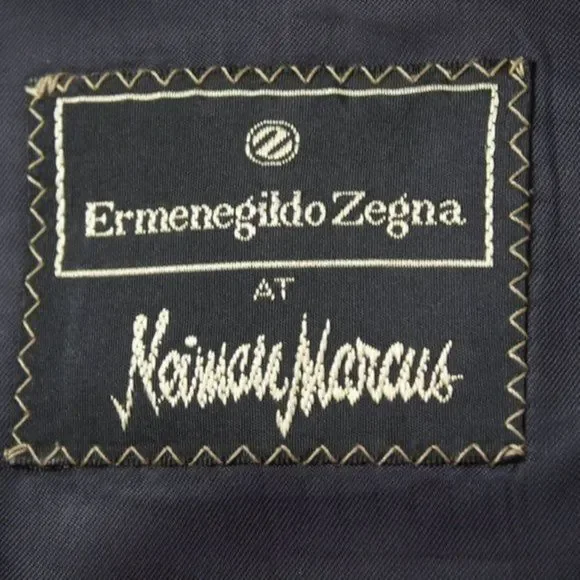 Ermenegildo Zegna
AT
Neiman Marcus